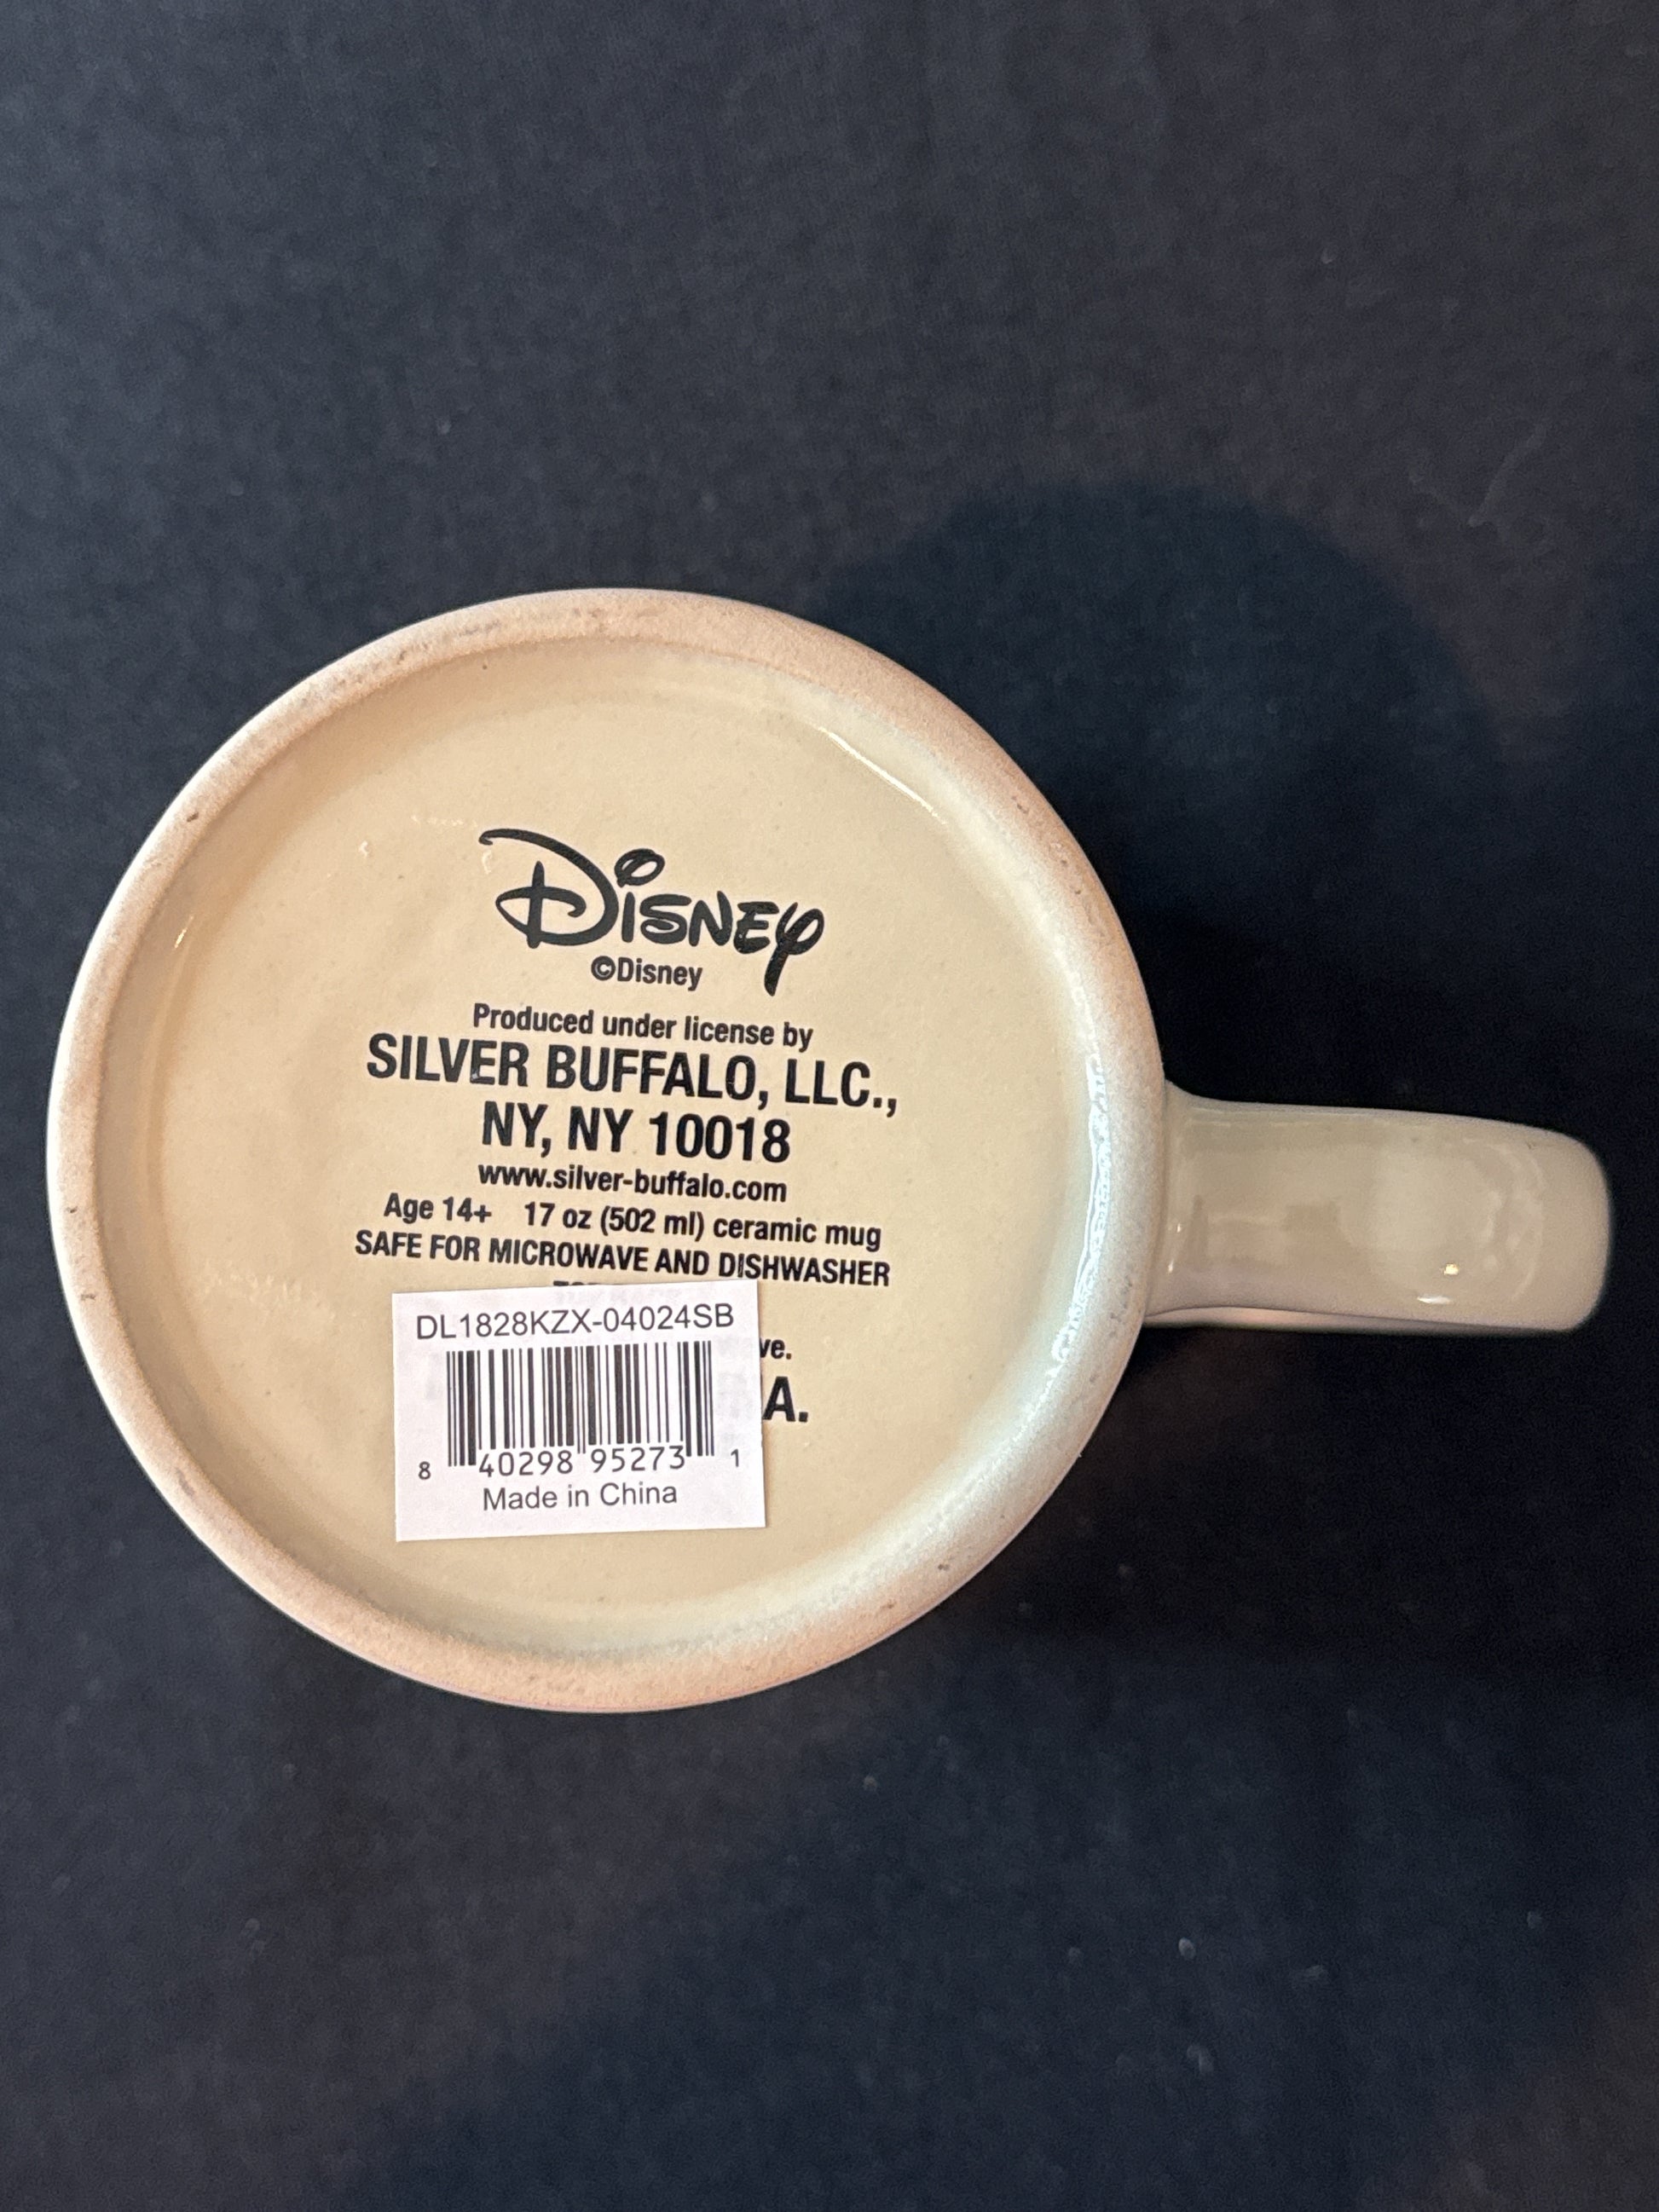 Disney
©Disney
Produced under license by
SILVER BUFFALO, LLC.,
NY, NY 10018
www.silver-buffalo.com
Age 14+ 17 oz (502 ml) ceramic mug
SAFE FOR MICROWAVE AND DISHWASHER
DL1828KZX-04024SB
8 40298 95273 1
Made in China